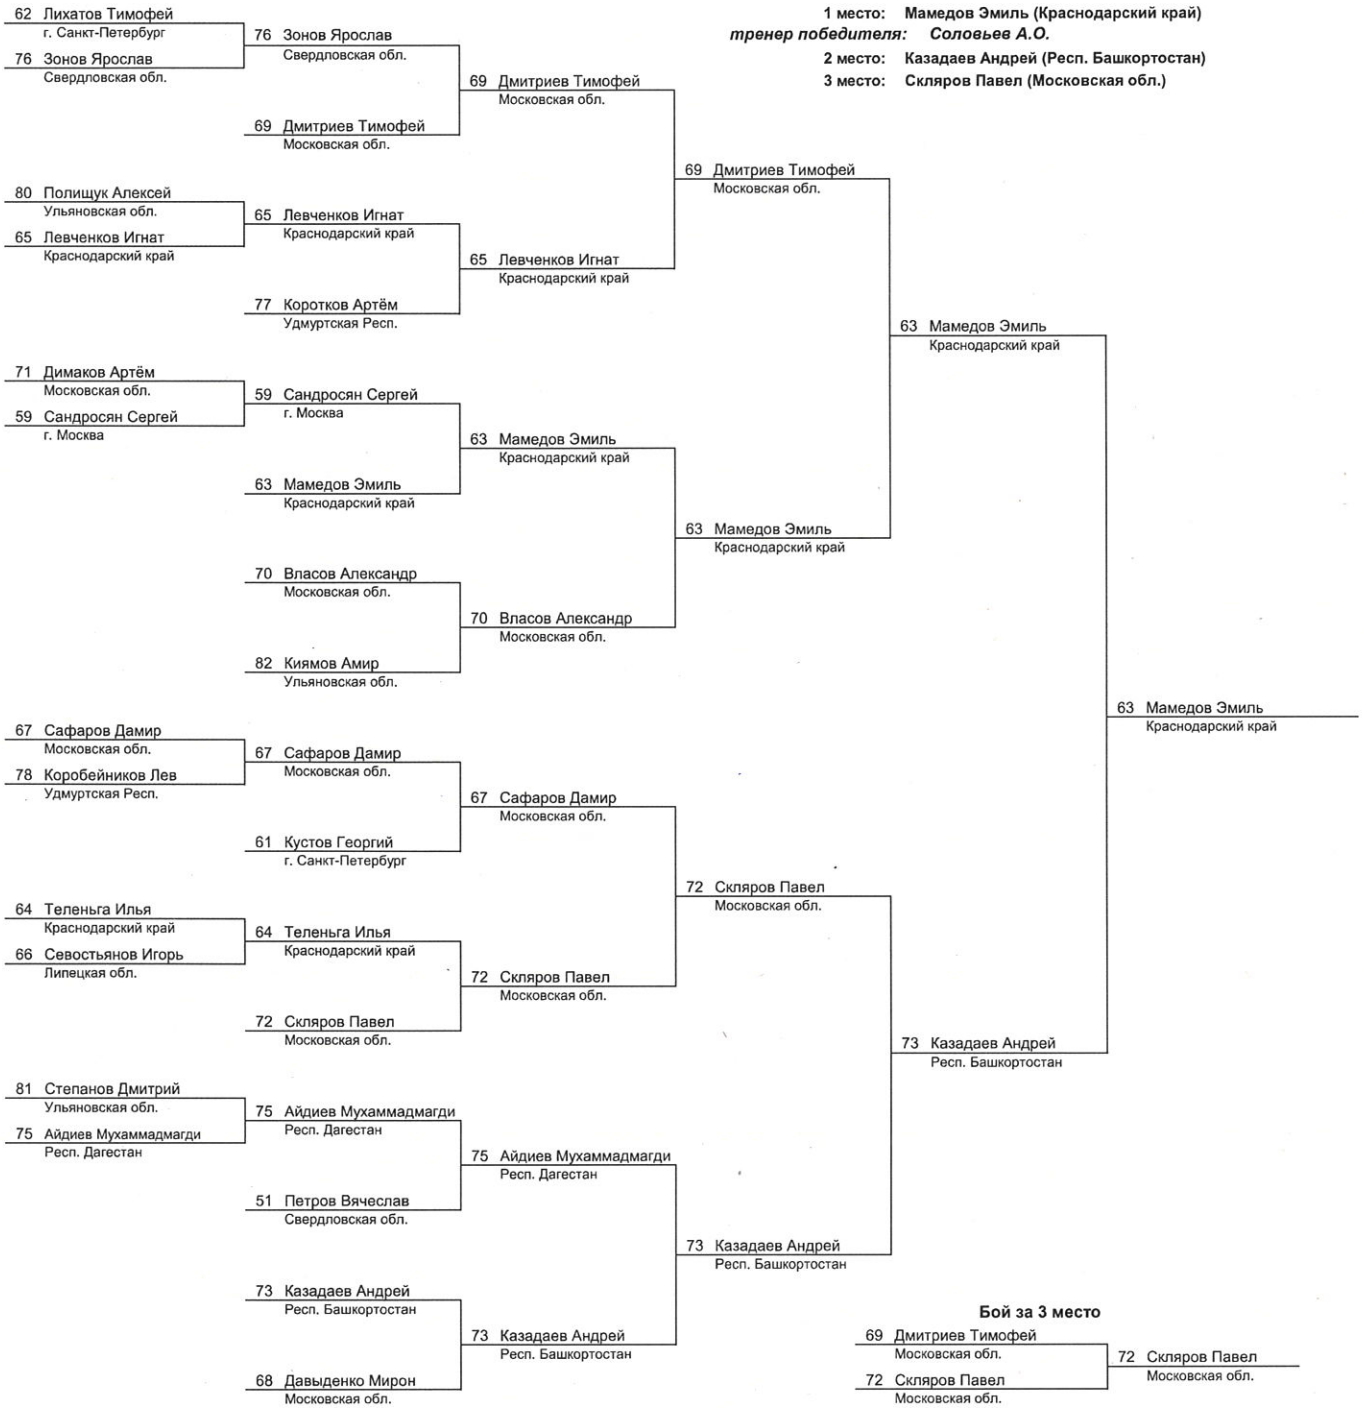 1 место: Мамедов Эмиль (Краснодарский край)
тренер победителя: Соловьев А.О.
2 место: Казадаев Андрей (Респ. Башкортостан)
3 место: Скляров Павел (Московская обл.)
62 Лихатов Тимофей
г. Санкт-Петербург
76 Зонов Ярослав
Свердловская обл.
80 Полищук Алексей
Ульяновская обл.
65 Левченков Игнат
Краснодарский край
71 Димаков Артём
Московская обл.
59 Сандросян Сергей
г. Москва
67 Сафаров Дамир
Московская обл.
78 Коробейников Лев
Удмуртская Респ.
64 Теленьга Илья
Краснодарский край
66 Севостьянов Игорь
Липецкая обл.
81 Степанов Дмитрий
Ульяновская обл.
75 Айдиев Мухаммадмагди
Респ. Дагестан
76 Зонов Ярослав
Свердловская обл.
69 Дмитриев Тимофей
Московская обл.
65 Левченков Игнат
Краснодарский край
77 Коротков Артём
Удмуртская Респ.
59 Сандросян Сергей
г. Москва
63 Мамедов Эмиль
Краснодарский край
70 Власов Александр
Московская обл.
82 Киямов Амир
Ульяновская обл.
67 Сафаров Дамир
Московская обл.
61 Кустов Георгий
г. Санкт-Петербург
64 Теленьга Илья
Краснодарский край
72 Скляров Павел
Московская обл.
75 Айдиев Мухаммадмагди
Респ. Дагестан
51 Петров Вячеслав
Свердловская обл.
73 Казадаев Андрей
Респ. Башкортостан
68 Давыденко Мирон
Московская обл.
69 Дмитриев Тимофей
Московская обл.
65 Левченков Игнат
Краснодарский край
63 Мамедов Эмиль
Краснодарский край
70 Власов Александр
Московская обл.
67 Сафаров Дамир
Московская обл.
72 Скляров Павел
Московская обл.
75 Айдиев Мухаммадмагди
Респ. Дагестан
73 Казадаев Андрей
Респ. Башкортостан
69 Дмитриев Тимофей
Московская обл.
63 Мамедов Эмиль
Краснодарский край
72 Скляров Павел
Московская обл.
73 Казадаев Андрей
Респ. Башкортостан
63 Мамедов Эмиль
Краснодарский край
73 Казадаев Андрей
Респ. Башкортостан
63 Мамедов Эмиль
Краснодарский край
Бой за 3 место
69 Дмитриев Тимофей
Московская обл.
72 Скляров Павел
Московская обл.
72 Скляров Павел
Московская обл.